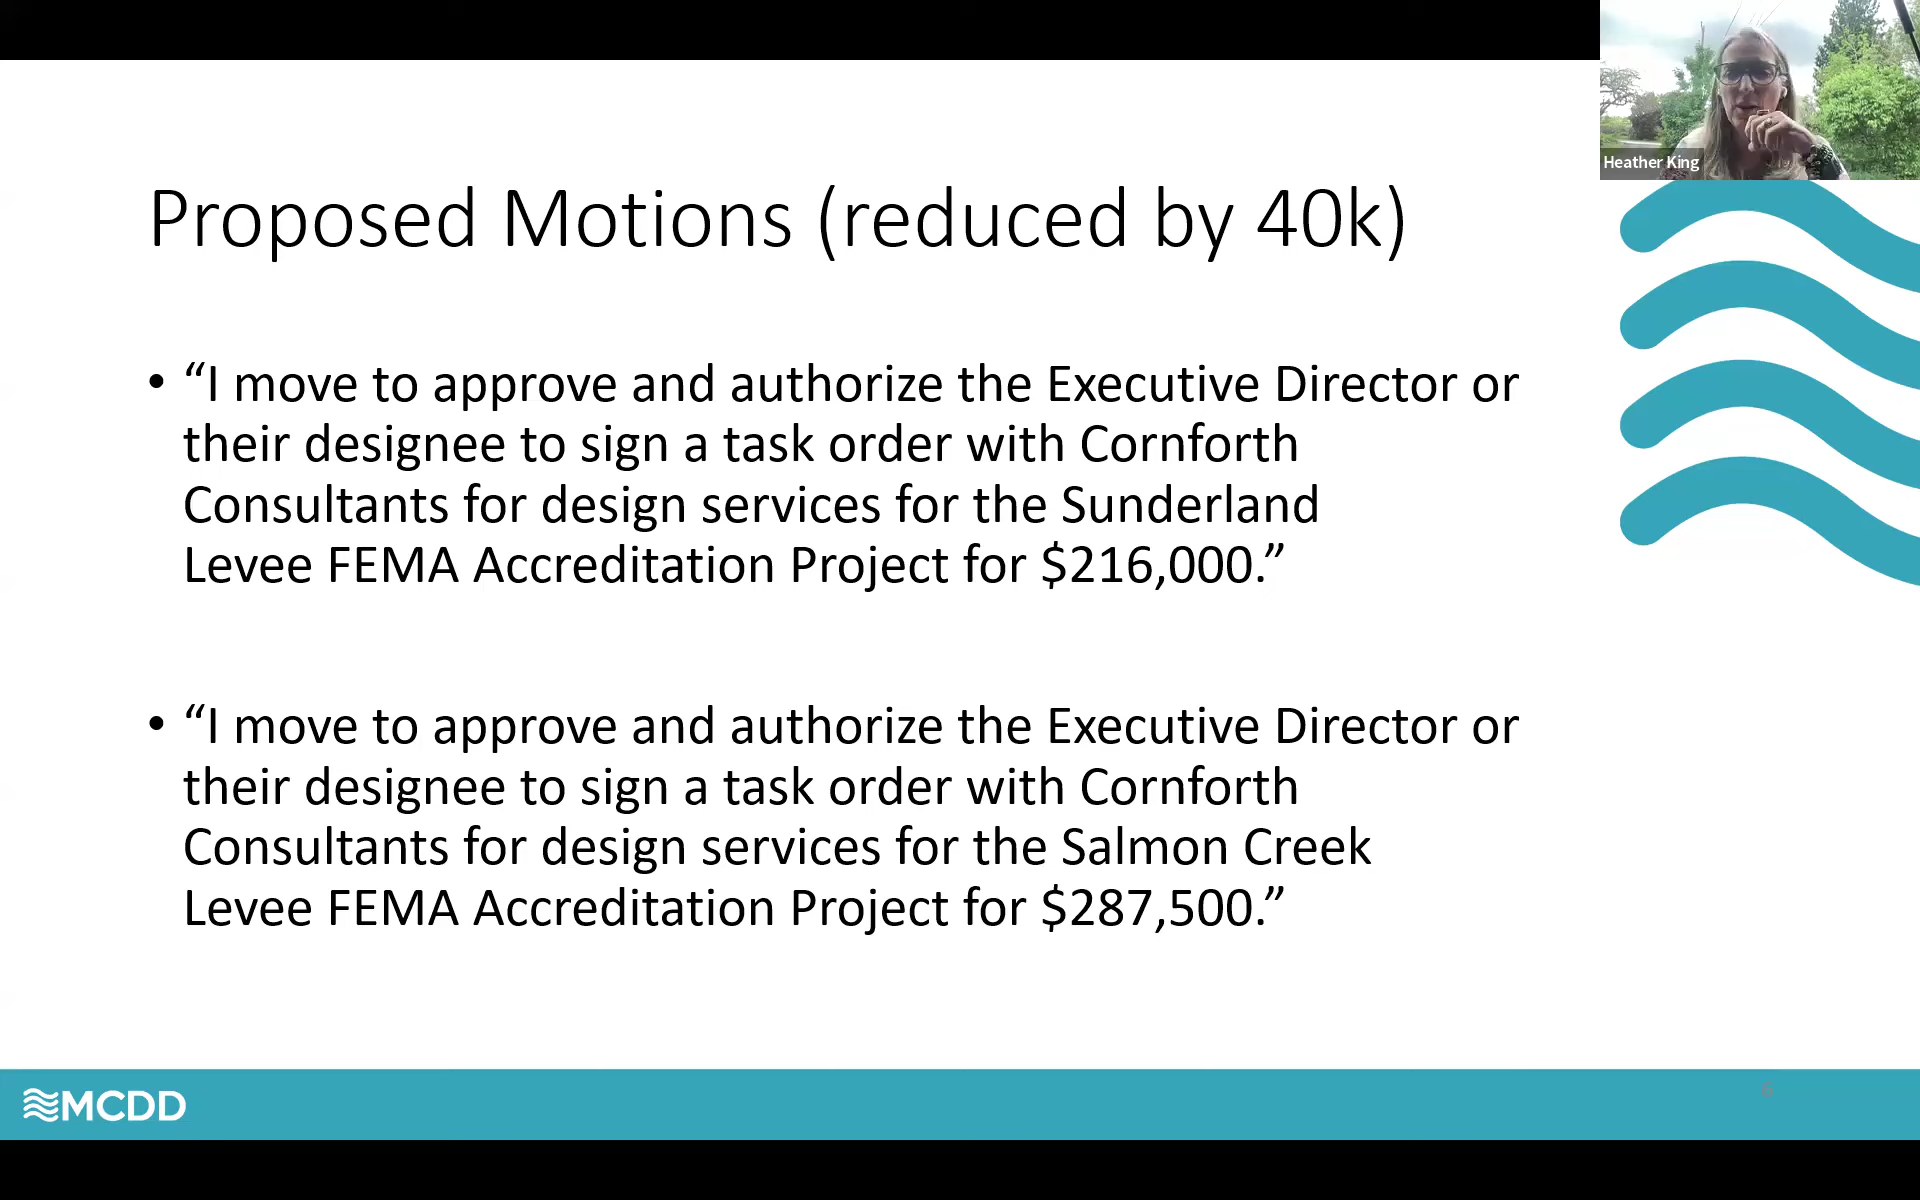 Heather King
Proposed Motions (reduced by 40k)
• “I move to approve and authorize the Executive Director or
their designee to sign a task order with Cornforth
Consultants for design services for the Sunderland
Levee FEMA Accreditation Project for $216,000.”
• “I move to approve and authorize the Executive Director or
their designee to sign a task order with Cornforth
Consultants for design services for the Salmon Creek
Levee FEMA Accreditation Project for $287,500.”
MCDD
6